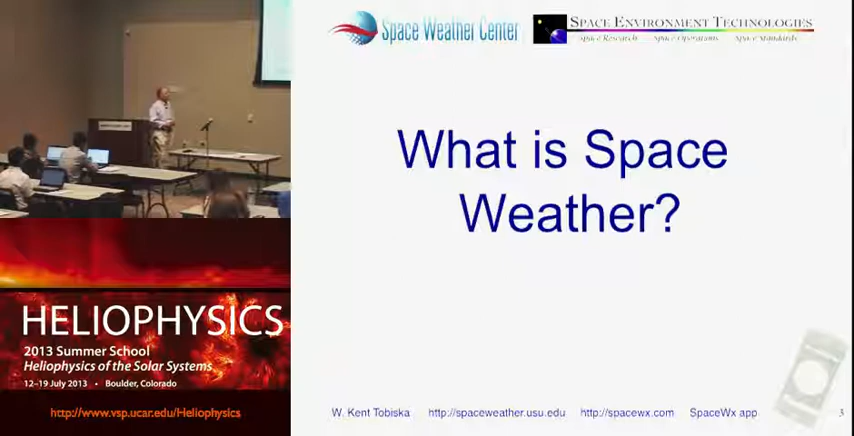 Space Weather Center
SPACE ENVIRONMENT TECHNOLOGIES
Space Research Space Operations Space Standards
What is Space
Weather?
HELIOPHYSICS
2013 Summer School
Heliophysics of the Solar Systems
12–19 July 2013 • Boulder, Colorado
http://www.vsp.ucar.edu/Heliophysics
W. Kent Tobiska http://spaceweather.usu.edu http://spacewx.com SpaceWx app 3